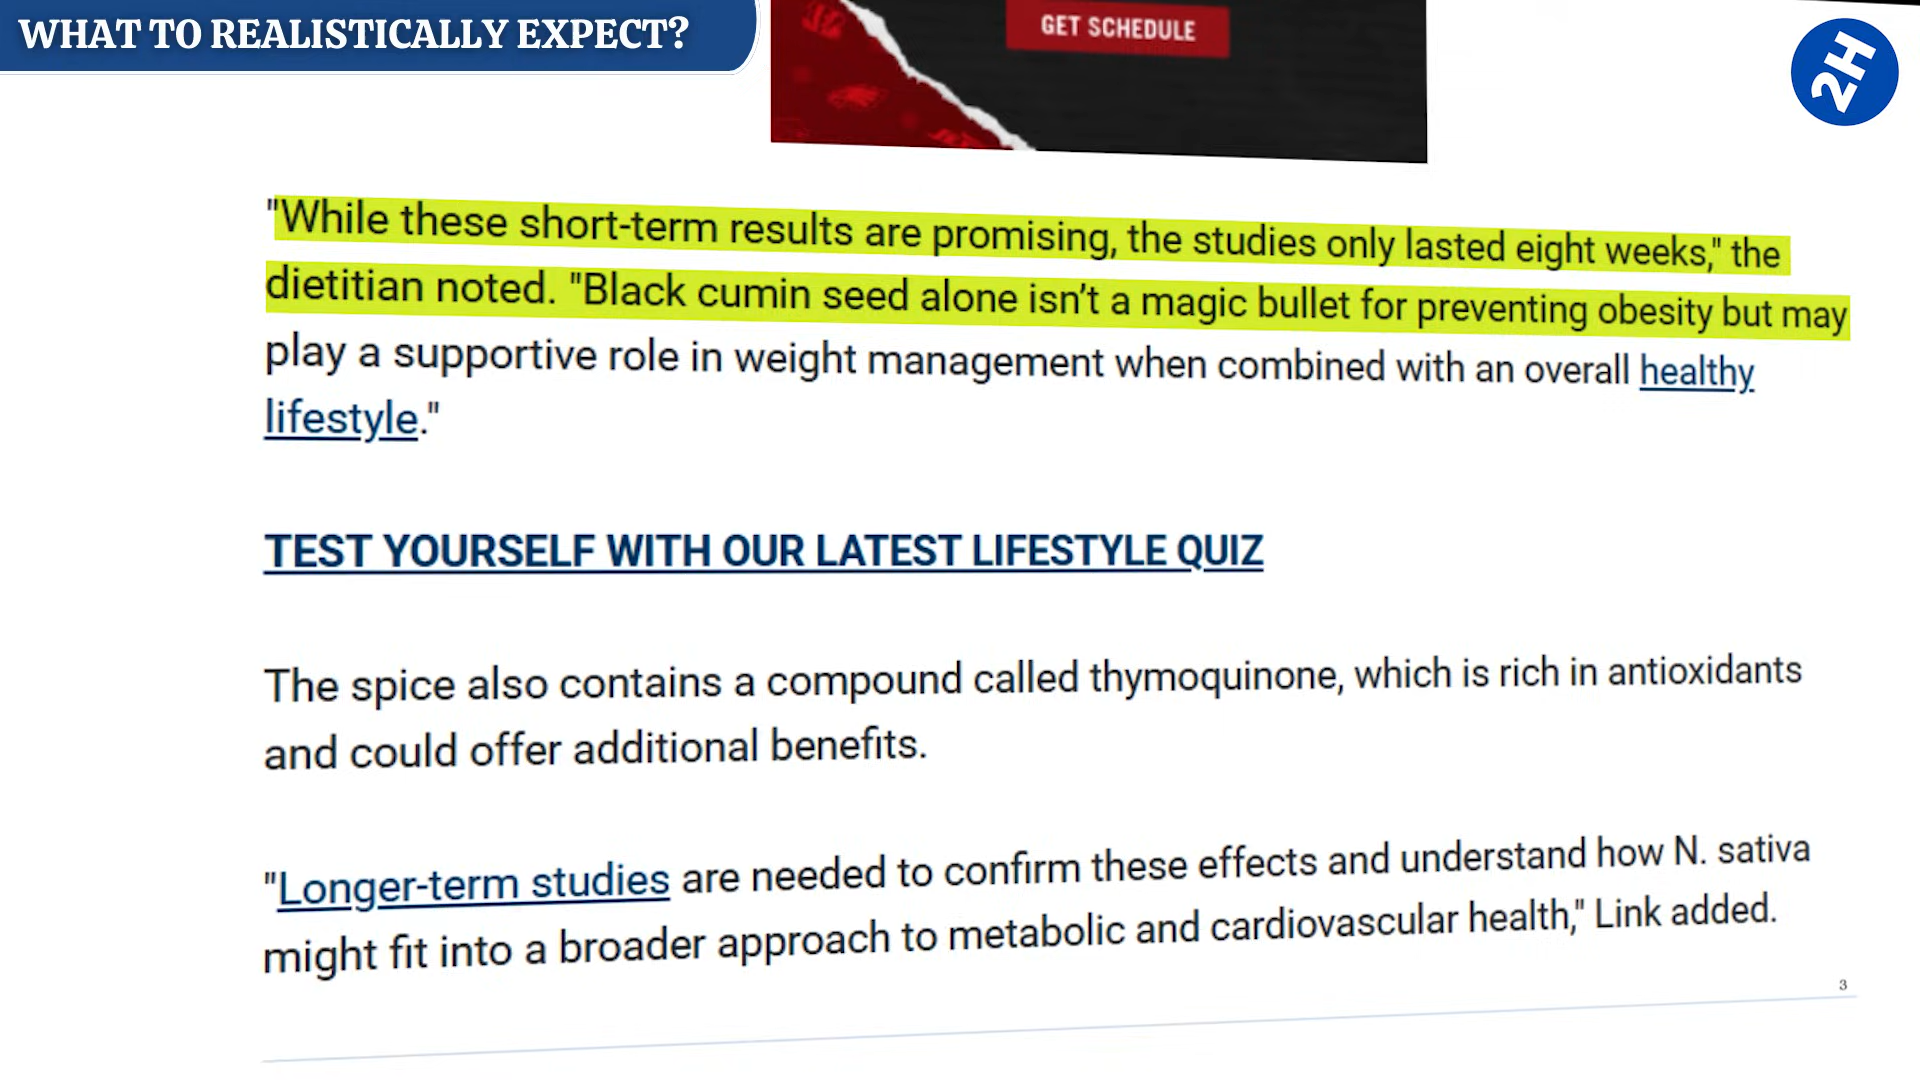 WHAT TO REALISTICALLY EXPECT?
GET SCHEDULE
2H
"While these short-term results are promising, the studies only lasted eight weeks," the
dietitian noted. "Black cumin seed alone isn't a magic bullet for preventing obesity but may
play a supportive role in weight management when combined with an overall healthy
lifestyle."
TEST YOURSELF WITH OUR LATEST LIFESTYLE QUIZ
The spice also contains a compound called thymoquinone, which is rich in antioxidants
and could offer additional benefits.
"Longer-term studies are needed to confirm these effects and understand how N. sativa
might fit into a broader approach to metabolic and cardiovascular health," Link added.
3